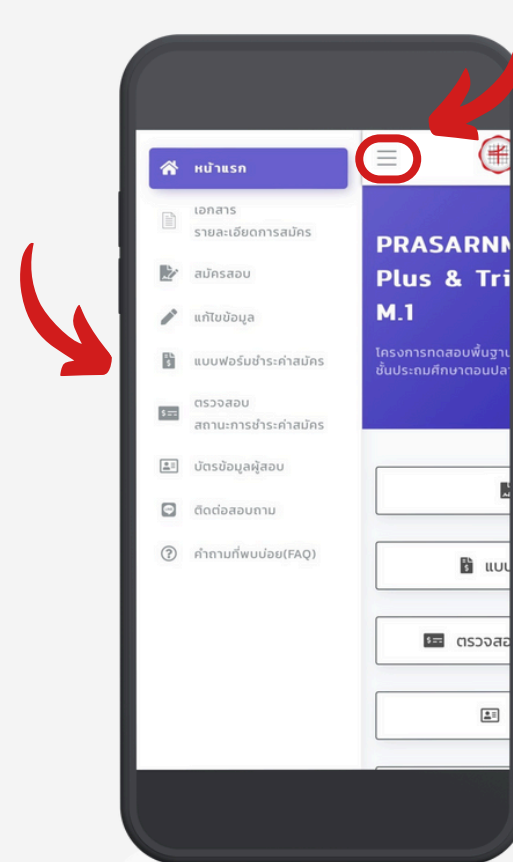 หน้าแรก
เอกสาร
รายละเอียดการสมัคร
สมัครสอบ
แก้ไขข้อมูล
แบบฟอร์มชำระค่าสมัคร
ตรวจสอบ
สถานะการชำระค่าสมัคร
บัตรข้อมูลผู้สอบ
ติดต่อสอบถาม
คำถามที่พบบ่อย(FAQ)
Plus & Tri
M.1
โครงการทดสอบพื้นฐาน
ชั้นประถมศึกษาตอนปลา
แบบ
ตรวจสอ